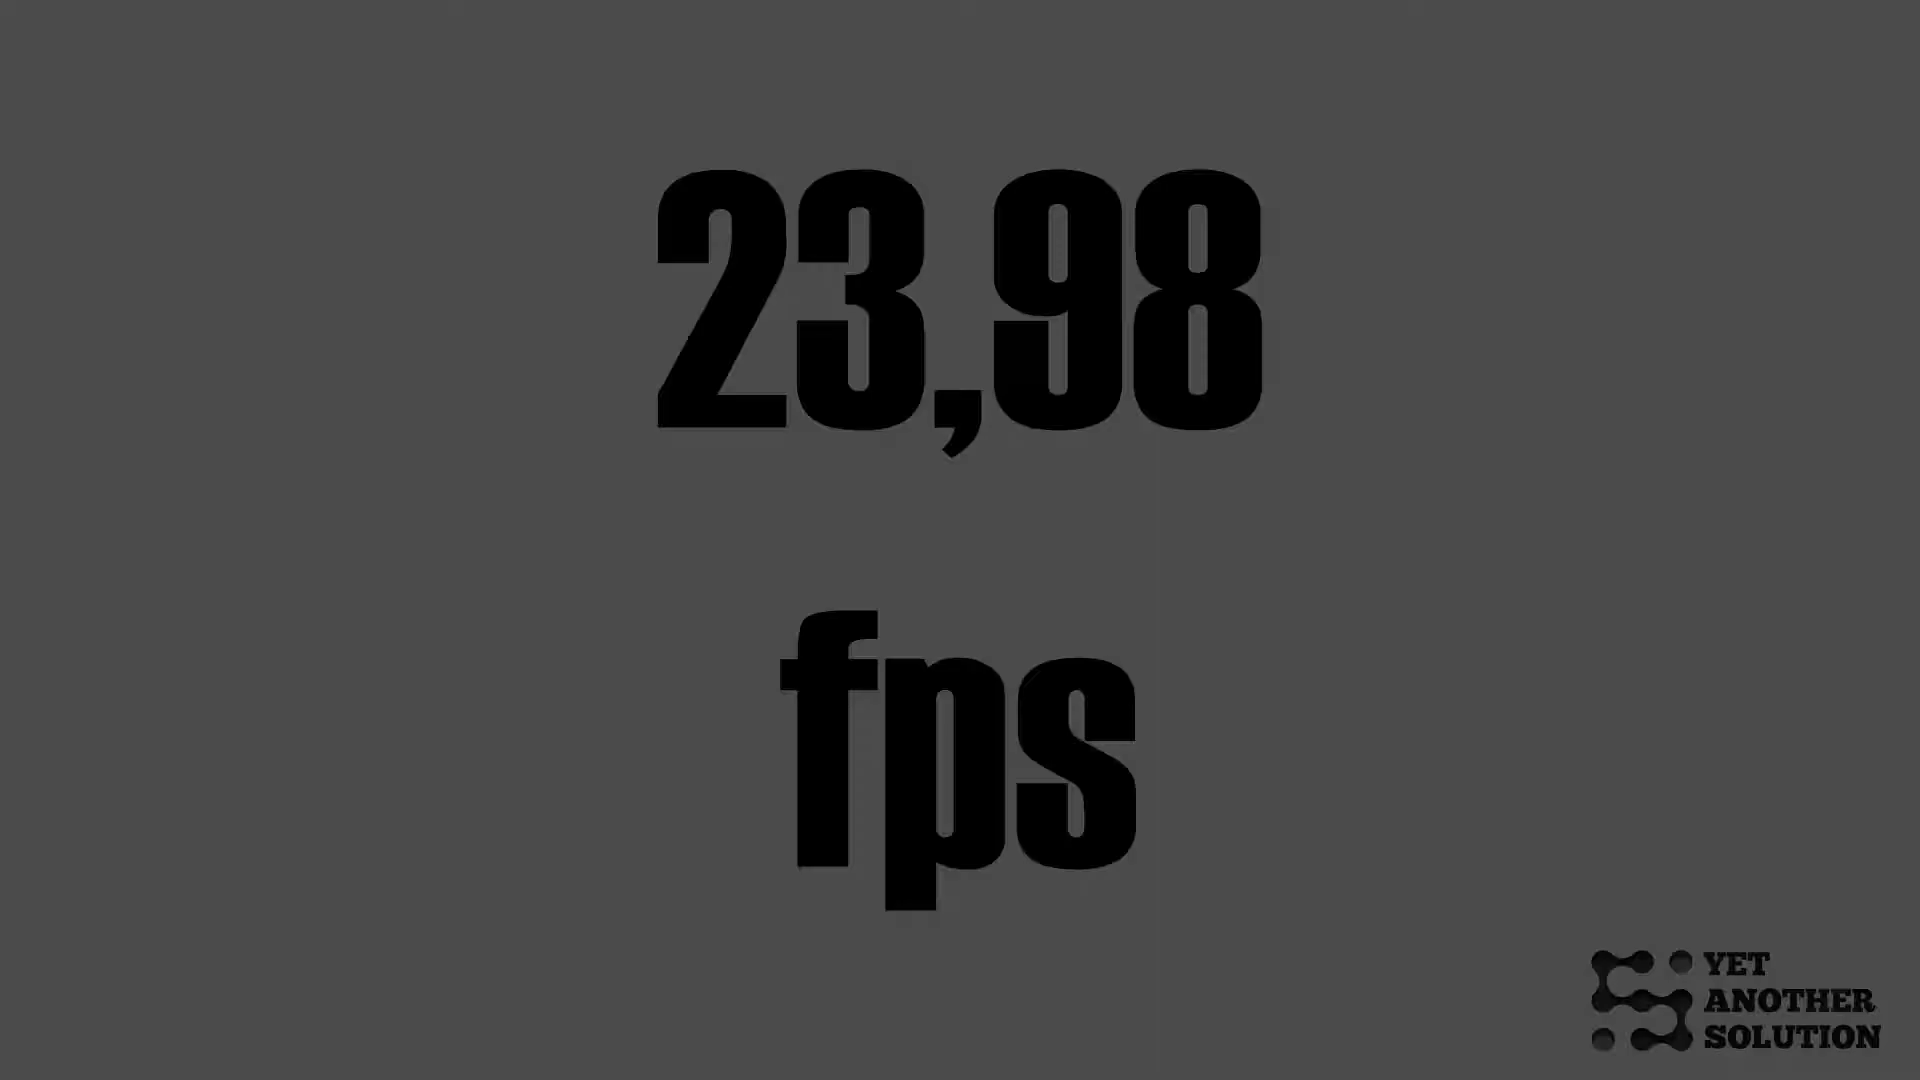 23,98
fps
YET
ANOTHER
SOLUTION